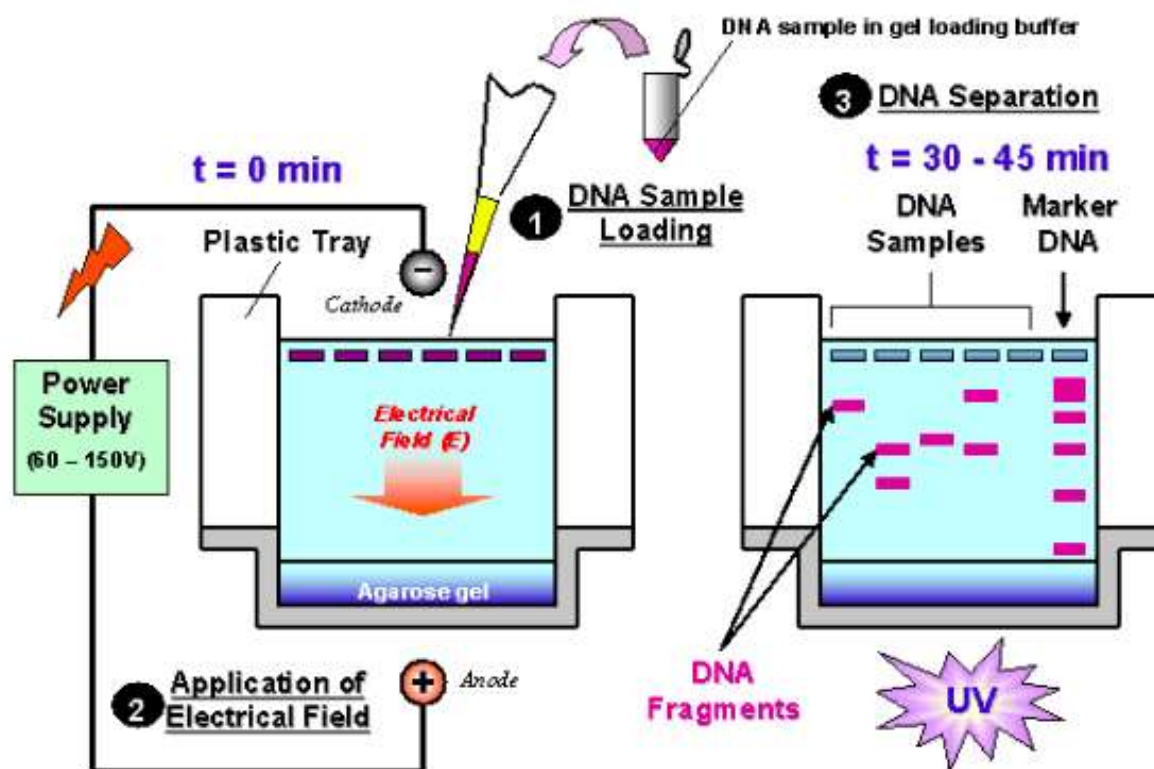 DNA sample in gel loading buffer
3 DNA Separation
t = 0 min
t = 30 - 45 min
1 DNA Sample
Loading
DNA
Samples
Marker
DNA
Plastic Tray
−
Cathode
Power
Supply
(60 – 150V)
Electrical
Field (E)
Agarose gel
2 Application of
Electrical Field
+
Anode
DNA
Fragments
UV